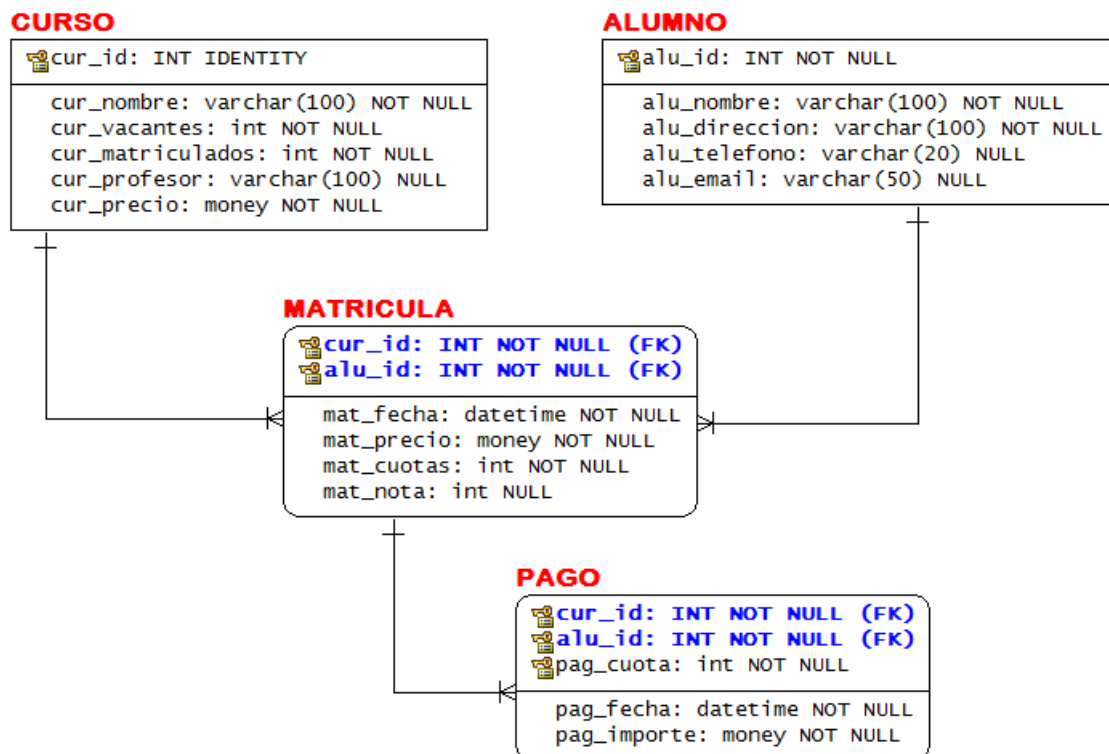 CURSO
cur_id: INT IDENTITY
cur_nombre: varchar(100) NOT NULL
cur_vacantes: int NOT NULL
cur_matriculados: int NOT NULL
cur_profesor: varchar(100) NULL
cur_precio: money NOT NULL
ALUMNO
alu_id: INT NOT NULL
alu_nombre: varchar(100) NOT NULL
alu_direccion: varchar(100) NOT NULL
alu_telefono: varchar(20) NULL
alu_email: varchar(50) NULL
MATRICULA
cur_id: INT NOT NULL (FK)
alu_id: INT NOT NULL (FK)
mat_fecha: datetime NOT NULL
mat_precio: money NOT NULL
mat_cuotas: int NOT NULL
mat_nota: int NULL
PAGO
cur_id: INT NOT NULL (FK)
alu_id: INT NOT NULL (FK)
pag_cuota: int NOT NULL
pag_fecha: datetime NOT NULL
pag_importe: money NOT NULL